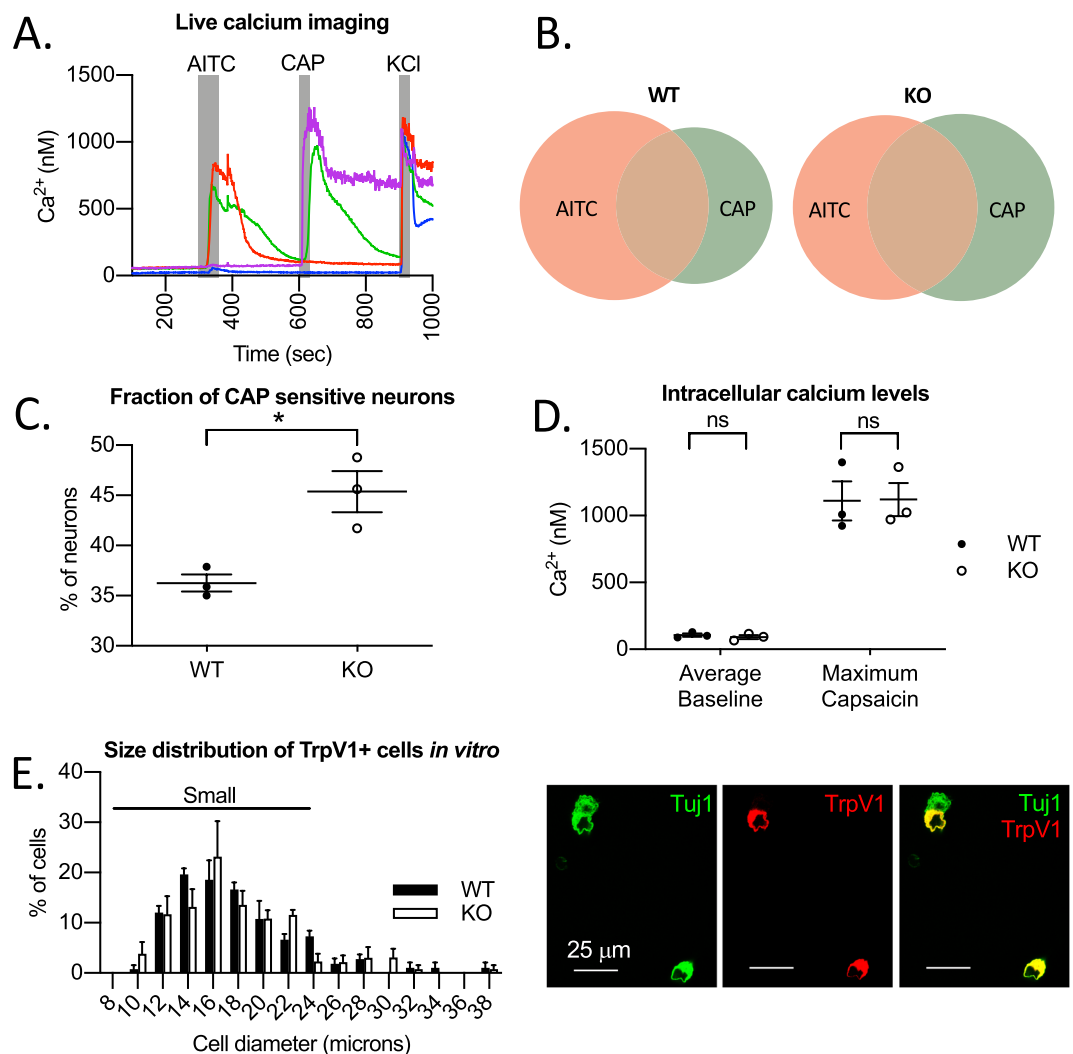 A.
Live calcium imaging
AITC CAP KCl
1500
1000
500
0
Ca2+ (nM)
200 400 600 800 1000
Time (sec)
B.
WT KO
AITC CAP AITC CAP
C.
Fraction of CAP sensitive neurons
*
50
45
40
35
30
% of neurons
WT KO
D.
Intracellular calcium levels
ns ns
1500
1000
500
0
Ca2+ (nM)
WT
KO
Average Maximum
Baseline Capsaicin
E.
Size distribution of TrpV1+ cells in vitro
40
30
20
10
0
% of cells
Small
WT
KO
8 10 12 14 16 18 20 22 24 26 28 30 32 34 36 38
Cell diameter (microns)
Tuj1 TrpV1 Tuj1
TrpV1
25 μm